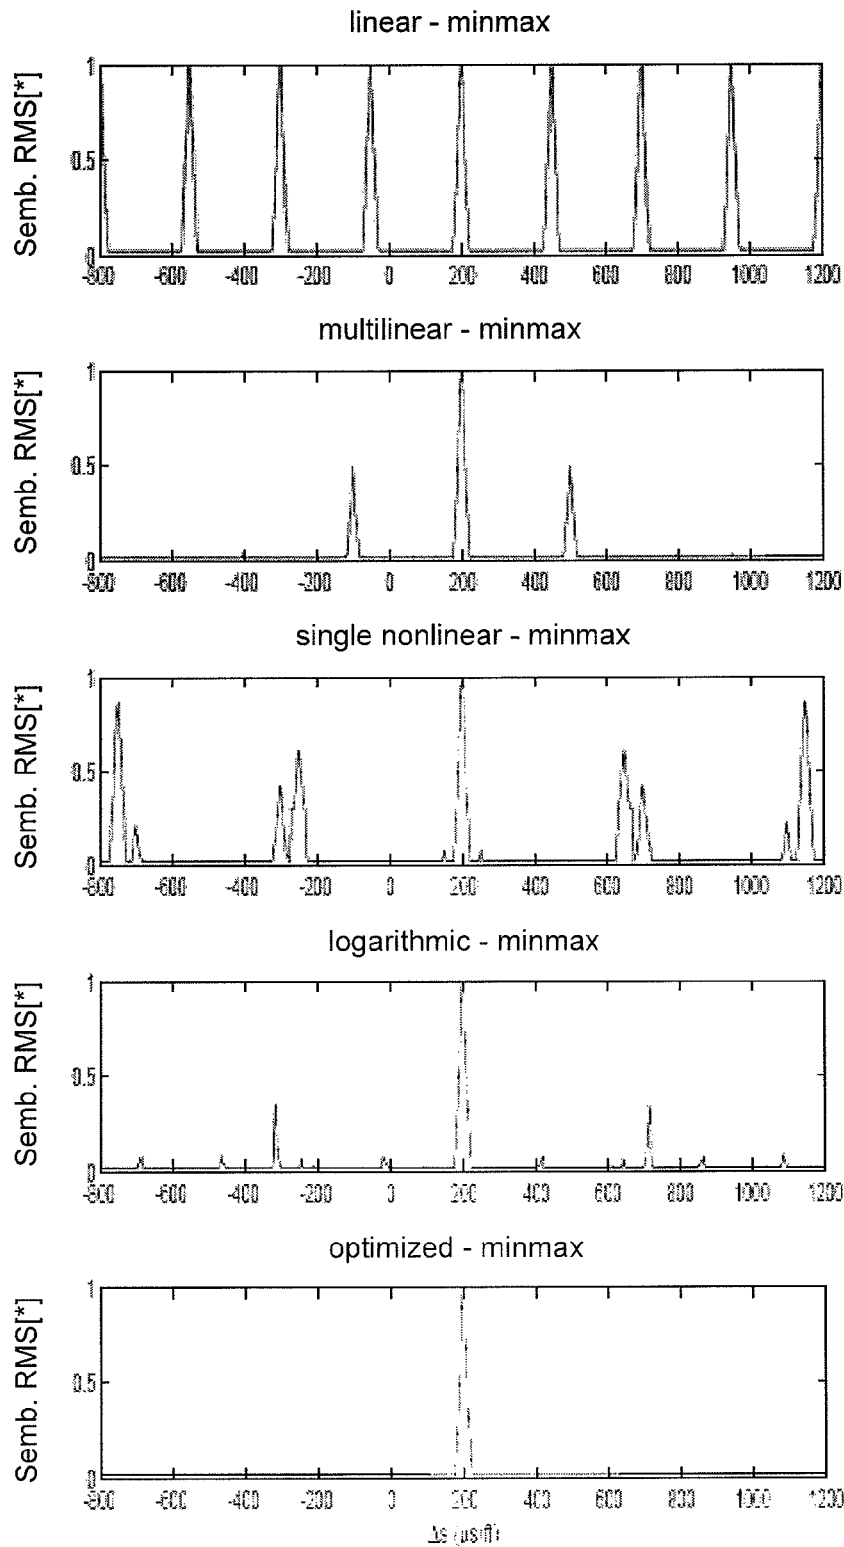 linear - minmax
Semb. RMS[*]
1
0.5
0
-800 -600 -400 -200 0 200 400 600 800 1000 1200
multilinear - minmax
Semb. RMS[*]
1
0.5
0
-800 -600 -400 -200 0 200 400 600 800 1000 1200
single nonlinear - minmax
Semb. RMS[*]
1
0.5
0
-800 -600 -400 -200 0 200 400 600 800 1000 1200
logarithmic - minmax
Semb. RMS[*]
1
0.5
0
-800 -600 -400 -200 0 200 400 600 800 1000 1200
optimized - minmax
Semb. RMS[*]
1
0.5
0
-800 -600 -400 -200 0 200 400 600 800 1000 1200
Δs (μs/ft)